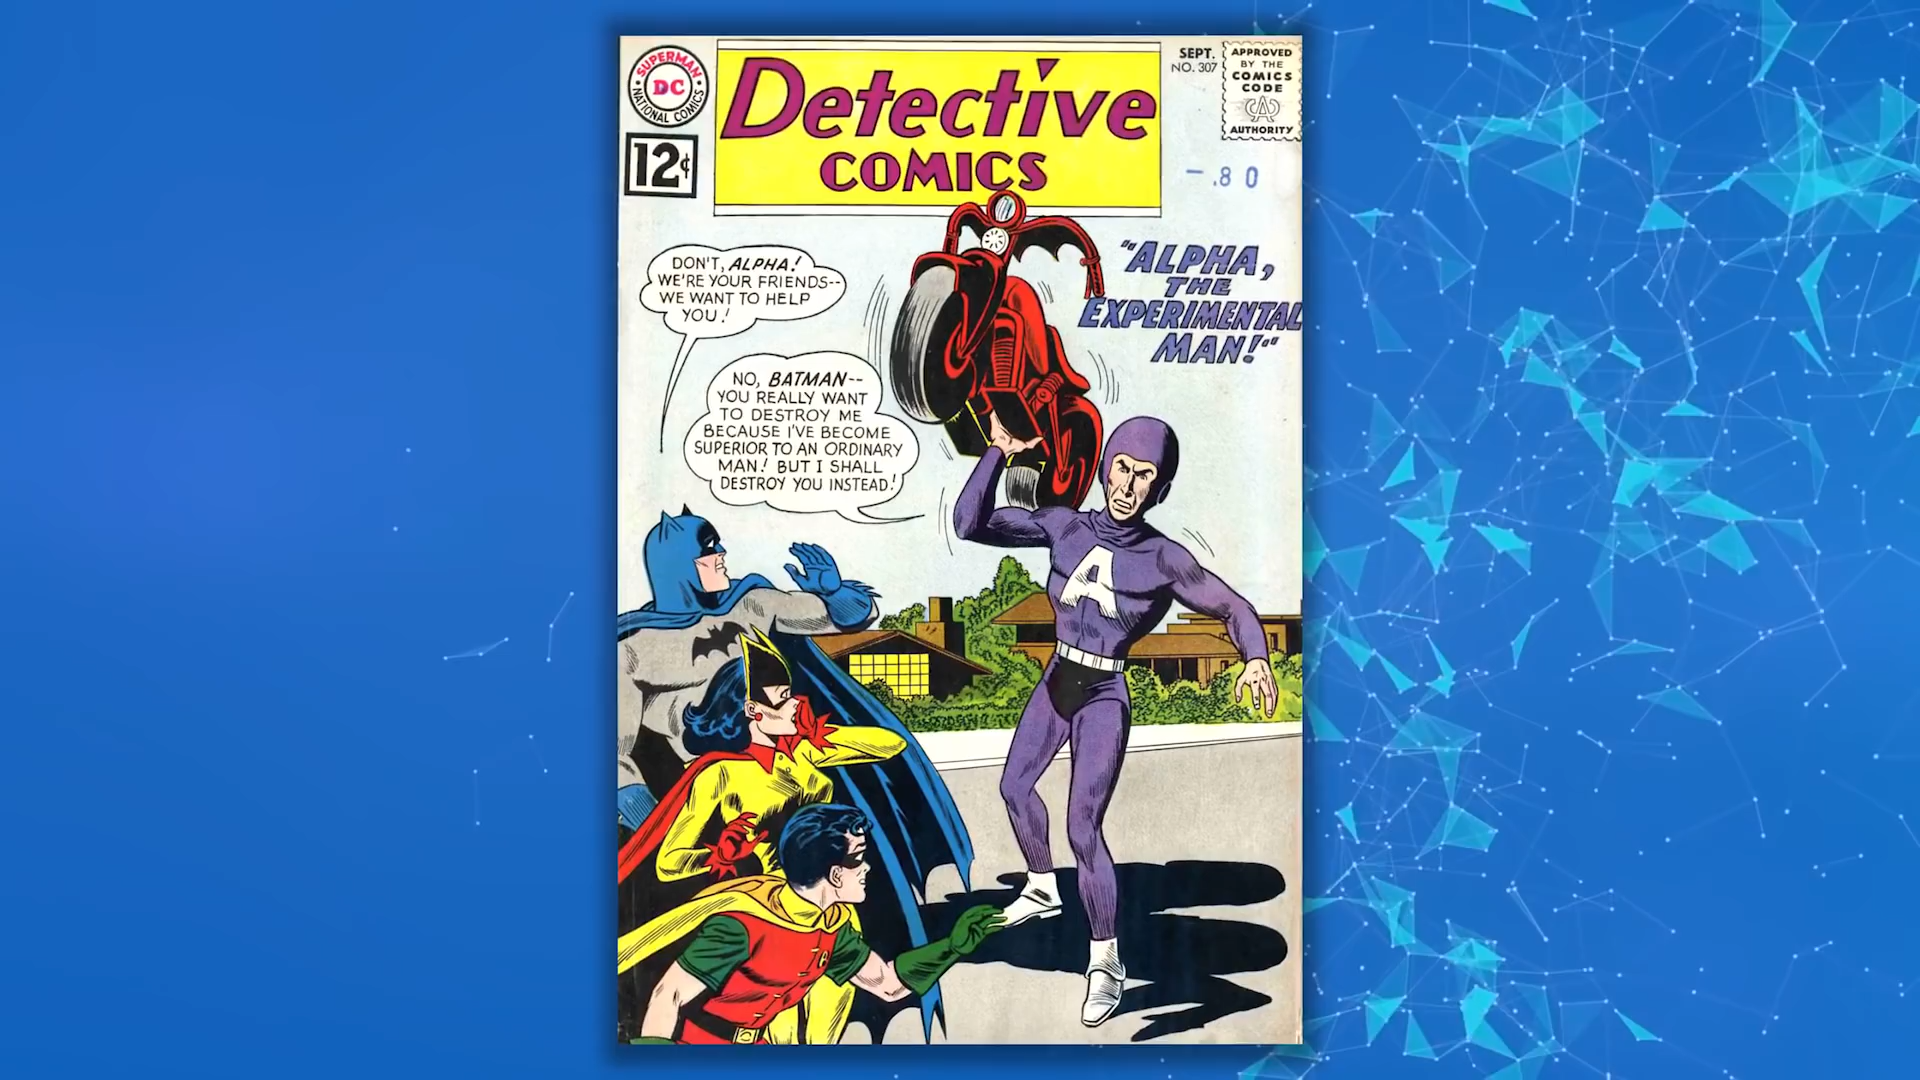 SUPERMAN
DC
NATIONAL COMICS
12¢
Detective
COMICS
SEPT.
NO. 307
APPROVED
BY THE
COMICS
CODE
CA
AUTHORITY
- .80
"ALPHA,
THE
EXPERIMENTAL
MAN!"
DON'T, ALPHA!
WE'RE YOUR FRIENDS--
WE WANT TO HELP
YOU!
NO, BATMAN--
YOU REALLY WANT
TO DESTROY ME
BECAUSE I'VE BECOME
SUPERIOR TO AN ORDINARY
MAN! BUT I SHALL
DESTROY YOU INSTEAD!
A
R